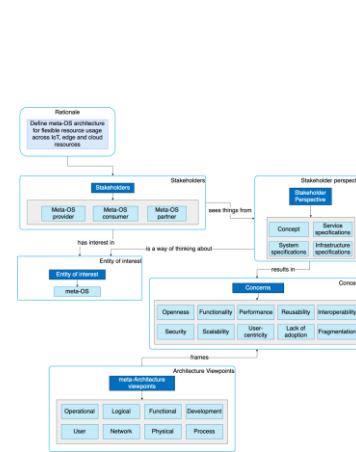 Rationale
Define meta-OS architecture
for flexible resource usage
across IoT, edge and cloud
resources
Stakeholders
Stakeholders
Meta-OS
provider
Meta-OS
consumer
Meta-OS
partner
sees things from
Stakeholder perspect
Stakeholder
Perspective
Concept
Service
specifications
System
specifications
Infrastructure
specifications
has interest in
is a way of thinking about
Entity of interest
Entity of interest
meta-OS
results in
Conce
Concerns
Openness
Functionality
Performance
Reusability
Interoperability
Security
Scalability
User-
centricity
Lack of
adoption
Fragmentation
frames
Architecture Viewpoints
meta-Architecture
viewpoints
Operational
Logical
Functional
Development
User
Network
Physical
Process